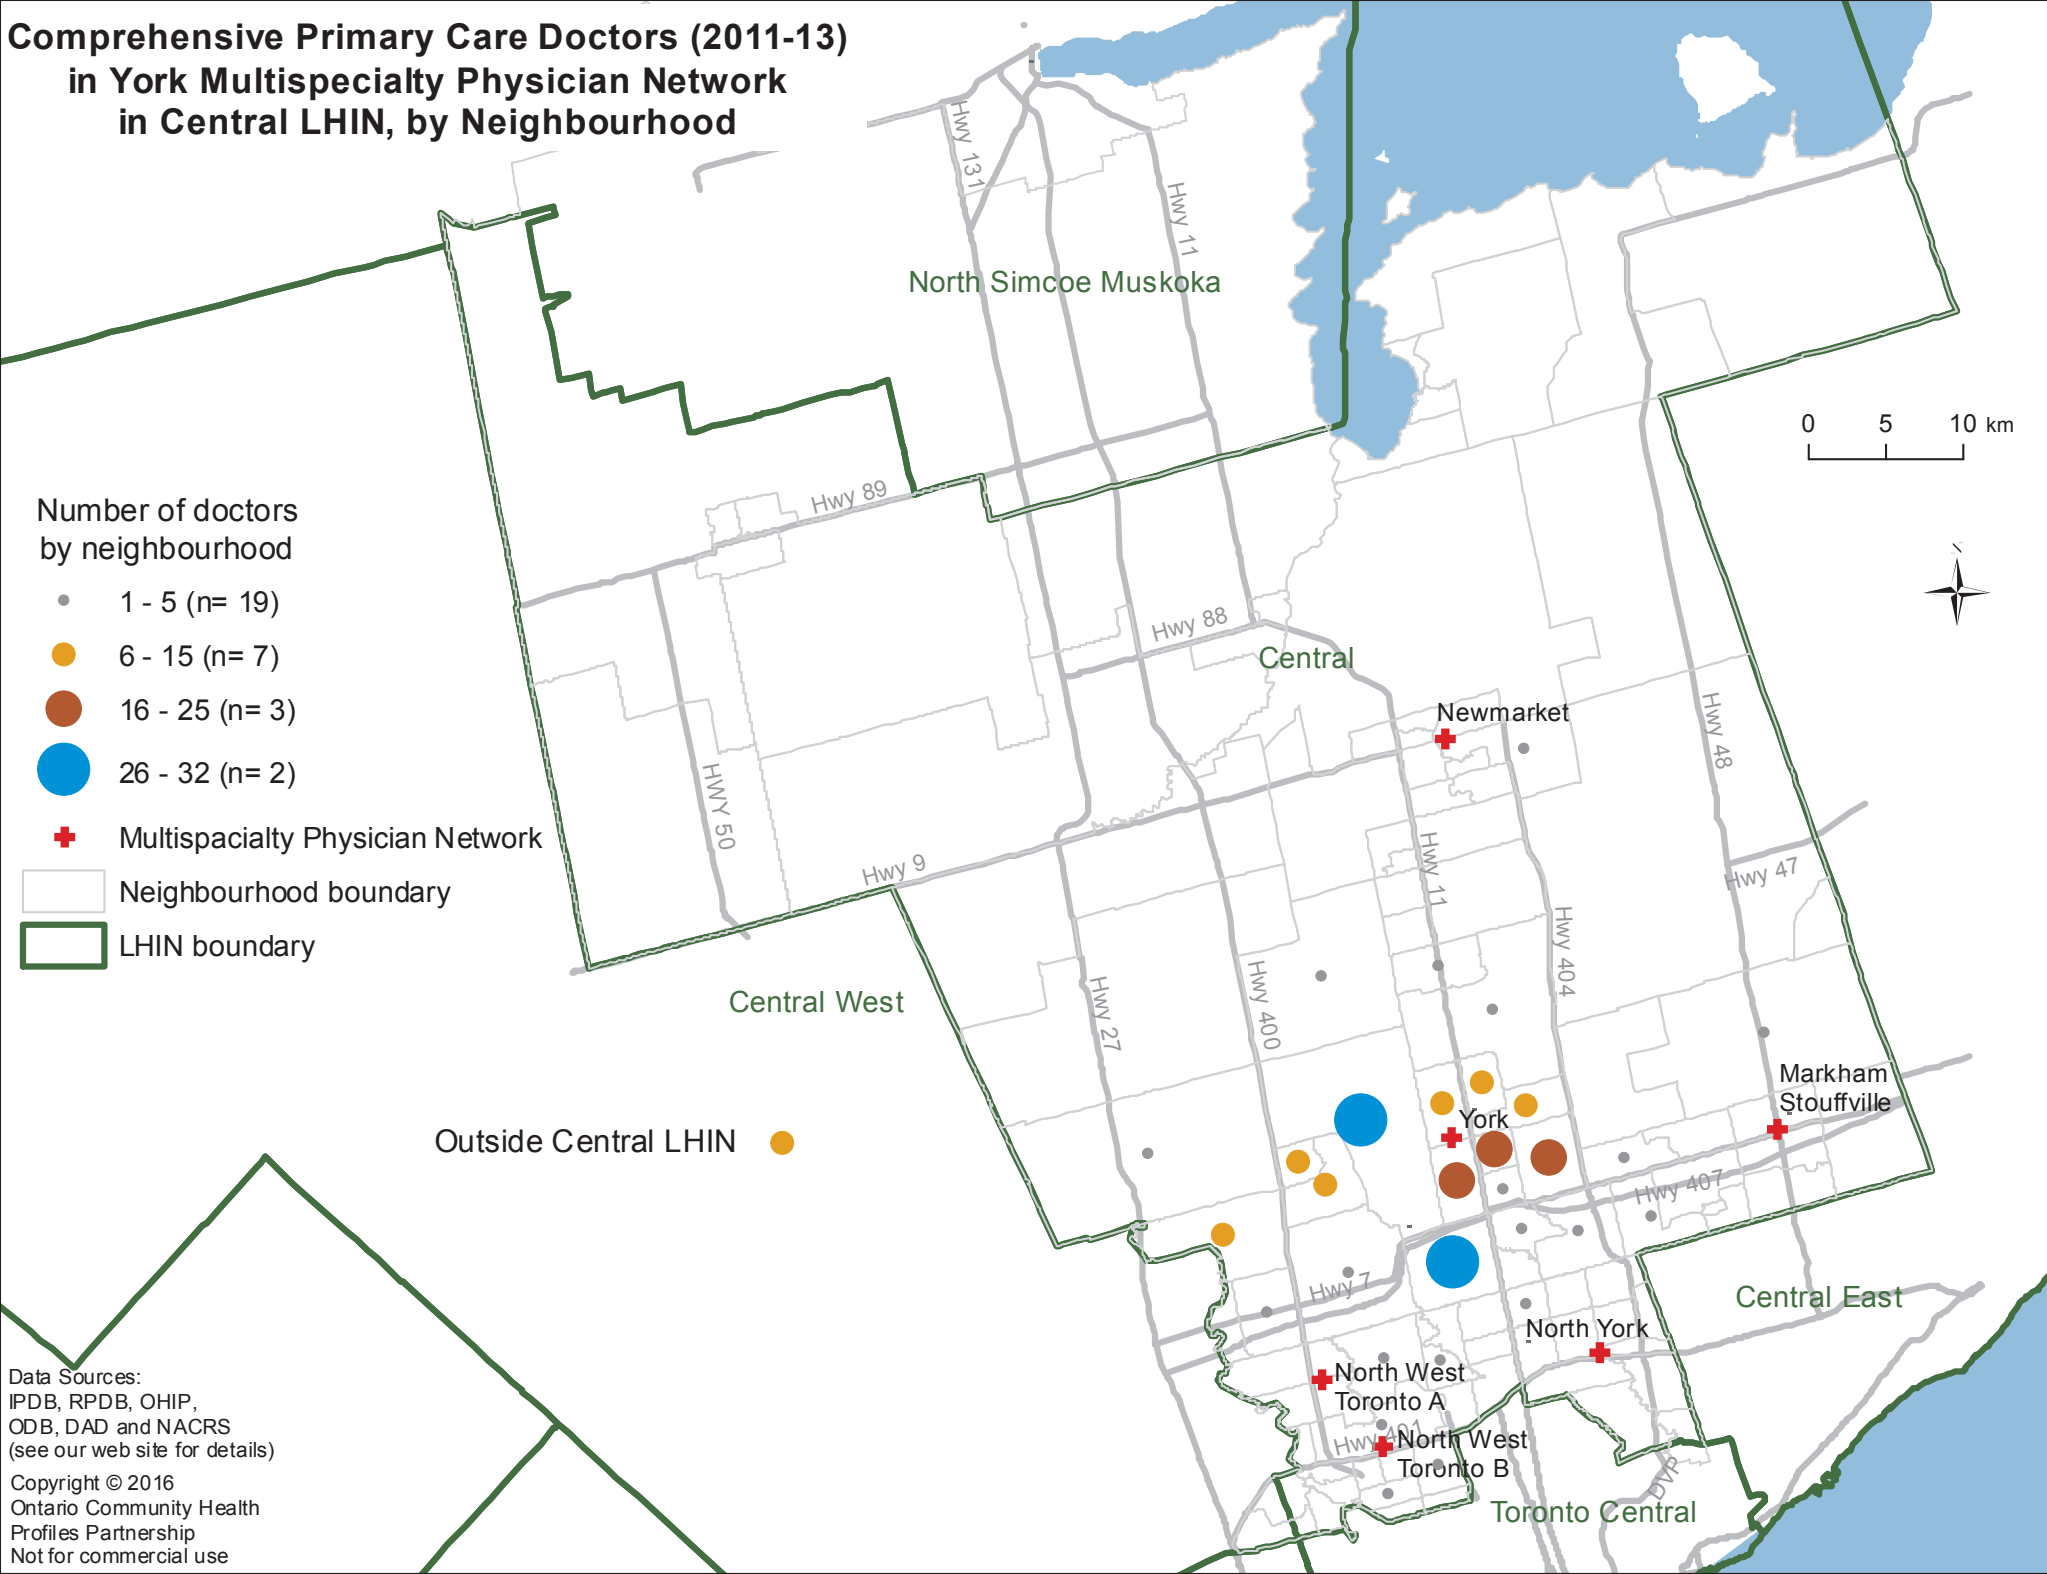 Comprehensive Primary Care Doctors (2011-13)
in York Multispecialty Physician Network
in Central LHIN, by Neighbourhood
Hwy 131
Hwy 11
North Simcoe Muskoka
0 5 10 km
Number of doctors
by neighbourhood
1 - 5 (n= 19)
6 - 15 (n= 7)
16 - 25 (n= 3)
26 - 32 (n= 2)
Multispacialty Physician Network
Neighbourhood boundary
LHIN boundary
Hwy 89
N
Hwy 88
Central
Newmarket
Hwy 48
HWY 50
Hwy 9
Hwy 11
Hwy 47
Hwy 404
Central West
Hwy 27
Hwy 400
Markham
Stouffville
York
Outside Central LHIN
Hwy 407
Hwy 7
Central East
North York
North West
Toronto A
Hwy 401
North West
Toronto B
DVP
Toronto Central
Data Sources:
IPDB, RPDB, OHIP,
ODB, DAD and NACRS
(see our web site for details)
Copyright © 2016
Ontario Community Health
Profiles Partnership
Not for commercial use